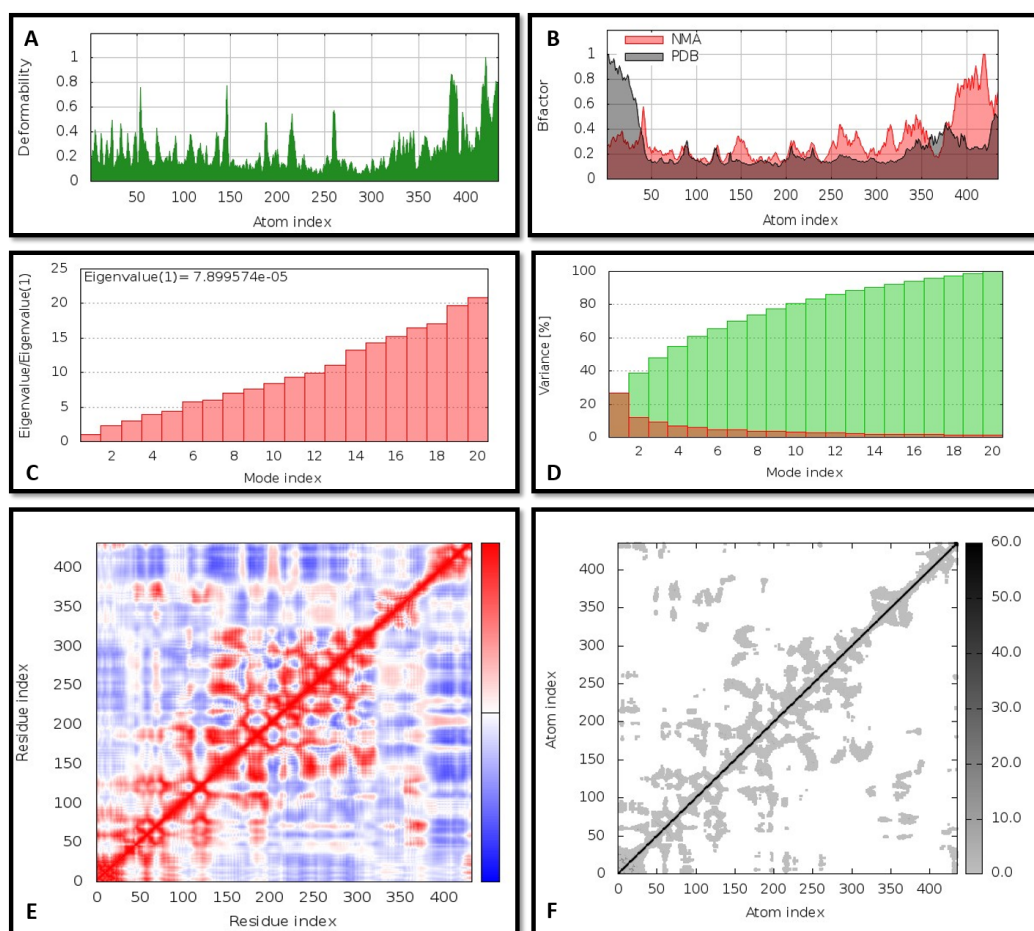 A
Deformability
1
0.8
0.6
0.4
0.2
0
50 100 150 200 250 300 350 400
Atom index
B
NMA
PDB
Bfactor
1
0.8
0.6
0.4
0.2
0
50 100 150 200 250 300 350 400
Atom index
Eigenvalue(1)= 7.899574e-05
Eigenvalue/Eigenvalue(1)
25
20
15
10
5
0
2 4 6 8 10 12 14 16 18 20
Mode index
C
Variance [%]
100
80
60
40
20
0
2 4 6 8 10 12 14 16 18 20
Mode index
D
Residue index
400
350
300
250
200
150
100
50
0
0 50 100 150 200 250 300 350 400
Residue index
E
Atom index
400
350
300
250
200
150
100
50
0
0 50 100 150 200 250 300 350 400
Atom index
60.0
50.0
40.0
30.0
20.0
10.0
0.0
F